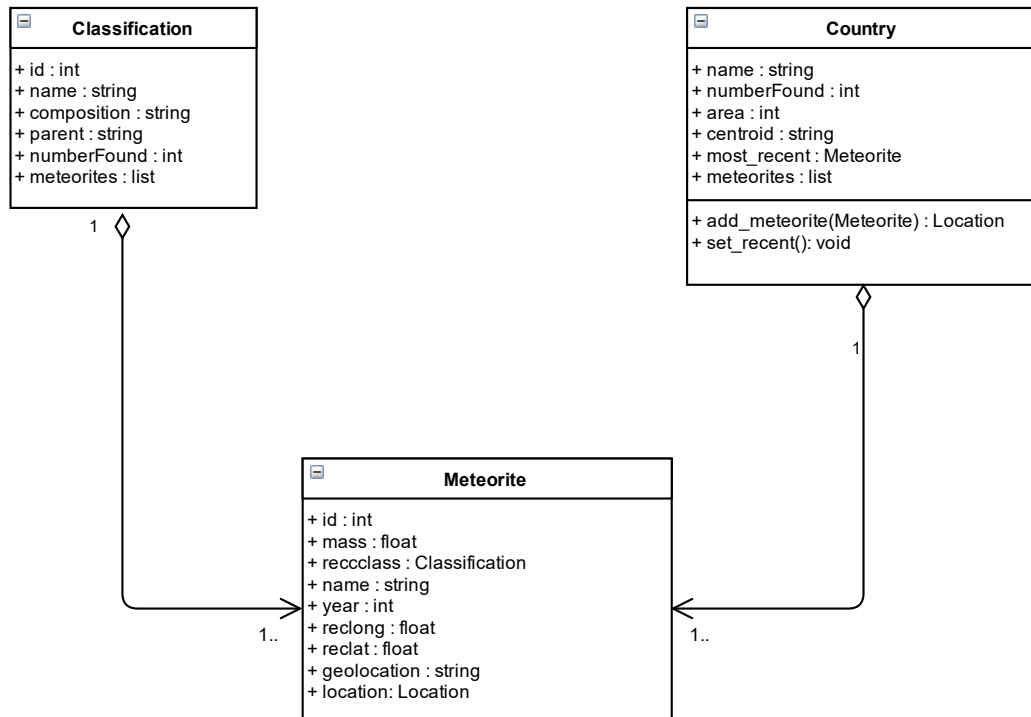 Classification
+ id : int
+ name : string
+ composition : string
+ parent : string
+ numberFound : int
+ meteorites : list
1
Country
+ name : string
+ numberFound : int
+ area : int
+ centroid : string
+ most_recent : Meteorite
+ meteorites : list
+ add_meteorite(Meteorite) : Location
+ set_recent(): void
1
Meteorite
+ id : int
+ mass : float
+ reccclass : Classification
+ name : string
+ year : int
+ reclong : float
+ reclat : float
+ geolocation : string
+ location: Location
1..
1..